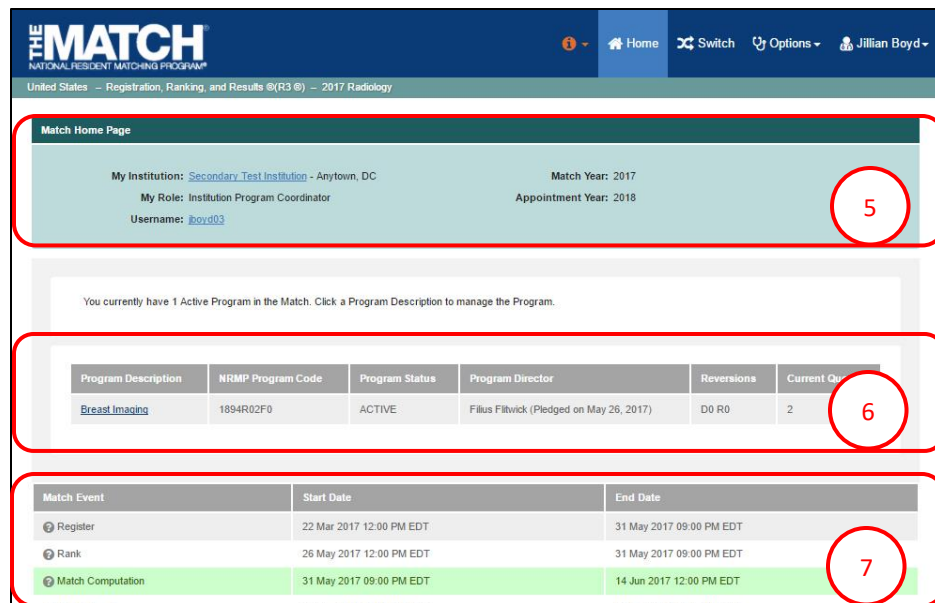 THE MATCH®
NATIONAL RESIDENT MATCHING PROGRAM®
Home Switch Options Jillian Boyd
United States – Registration, Ranking, and Results ®(R3 ®) – 2017 Radiology
Match Home Page
My Institution: Secondary Test Institution - Anytown, DC Match Year: 2017
My Role: Institution Program Coordinator Appointment Year: 2018
Username: jboyd03
5
You currently have 1 Active Program in the Match. Click a Program Description to manage the Program.
Program Description NRMP Program Code Program Status Program Director Reversions Current
Breast Imaging 1894R02F0 ACTIVE Filius Flitwick (Pledged on May 26, 2017) D0 R0 2
6
Match Event Start Date End Date
Register 22 Mar 2017 12:00 PM EDT 31 May 2017 09:00 PM EDT
Rank 26 May 2017 12:00 PM EDT 31 May 2017 09:00 PM EDT
Match Computation 31 May 2017 09:00 PM EDT 14 Jun 2017 12:00 PM EDT
7